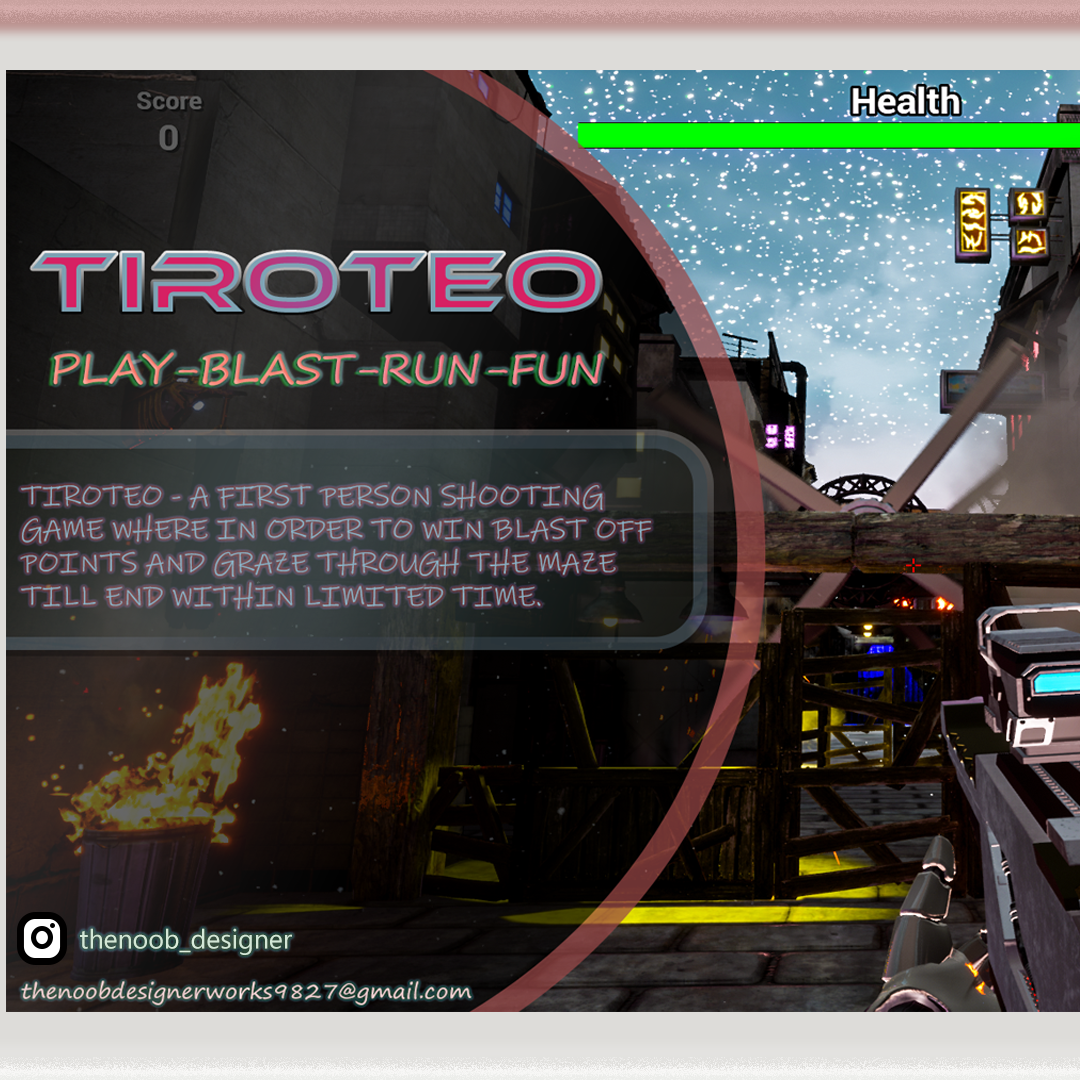 Score
0
Health
TIROTEO
PLAY-BLAST-RUN-FUN
TIROTEO - A FIRST PERSON SHOOTING
GAME WHERE IN ORDER TO WIN BLAST OFF
POINTS AND GRAZE THROUGH THE MAZE
TILL END WITHIN LIMITED TIME.
thenoob_designer
thenoobdesignerworks9827@gmail.com